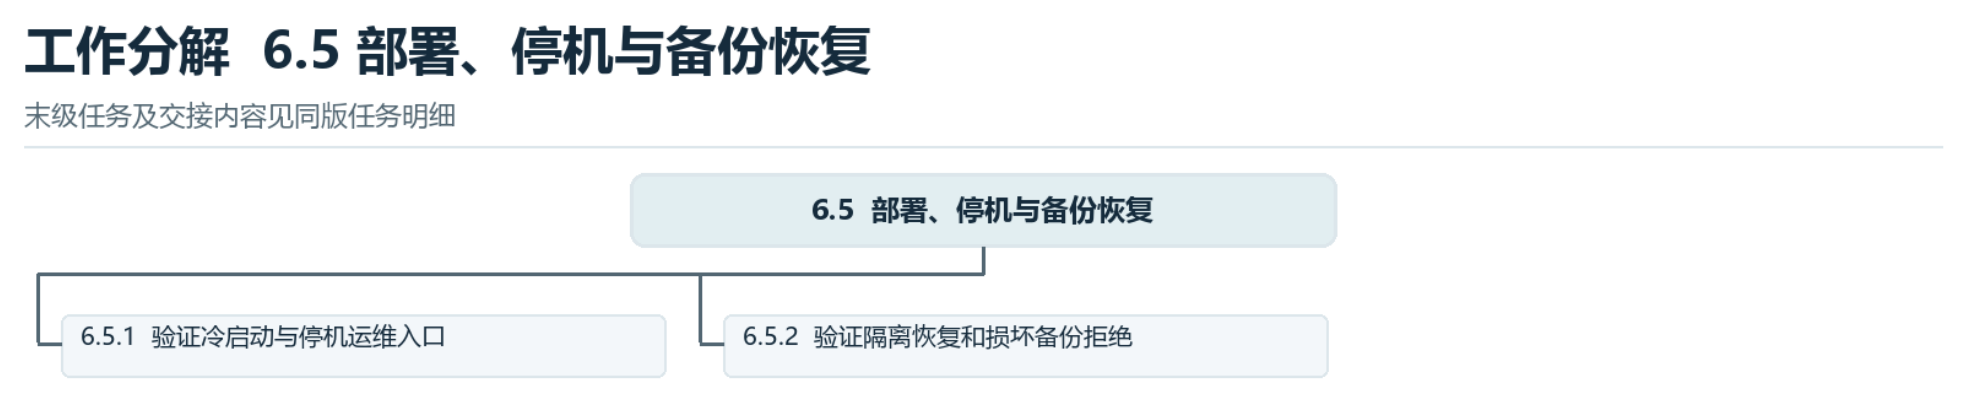 工作分解 6.5 部署、停机与备份恢复
末级任务及交接内容见同版任务明细
6.5 部署、停机与备份恢复
6.5.1 验证冷启动与停机运维入口
6.5.2 验证隔离恢复和损坏备份拒绝